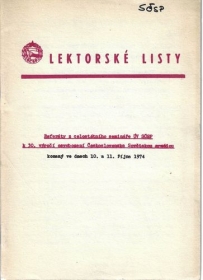 SČSP
LEKTORSKÉ LISTY
Referáty z celostátního semináře ÚV SČSP
k 30. výročí osvobození Československa Sovětskou armádou
konaný ve dnech 10. a 11. října 1974